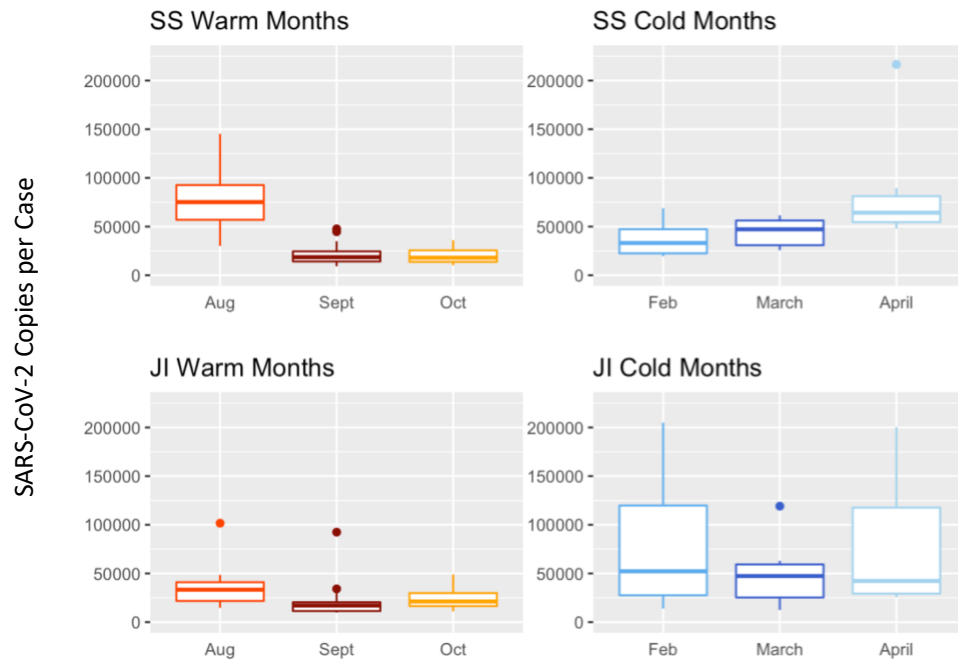 SS Warm Months
SS Cold Months
200000
150000
100000
50000
0
Aug Sept Oct
200000
150000
100000
50000
0
Feb March April
SARS-CoV-2 Copies per Case
JI Warm Months
JI Cold Months
200000
150000
100000
50000
0
Aug Sept Oct
200000
150000
100000
50000
0
Feb March April